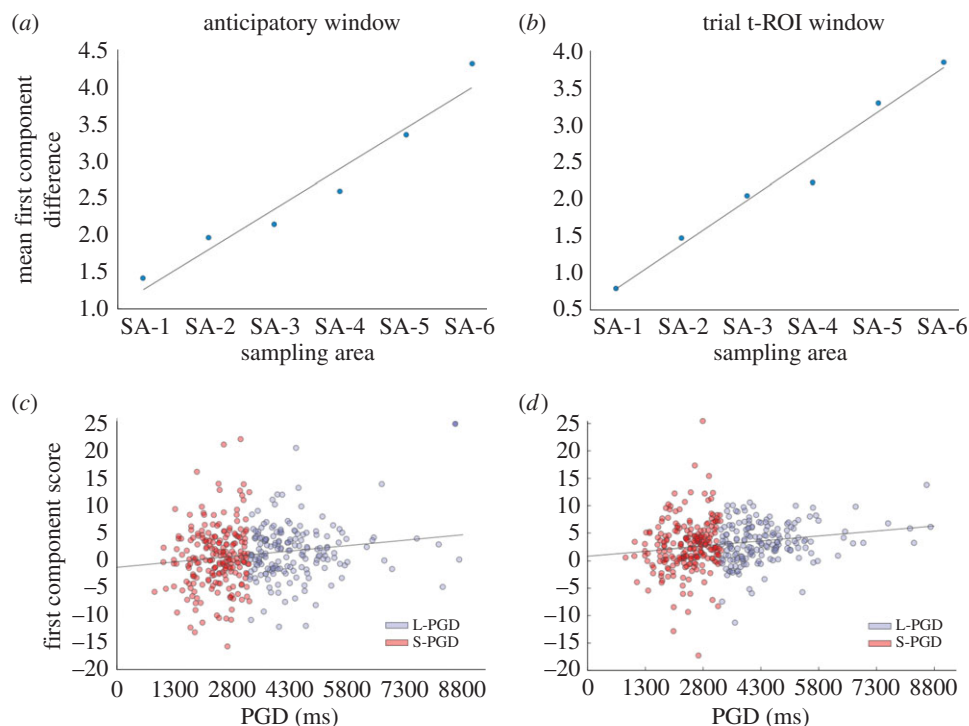 (a) anticipatory window
mean first component difference
4.5
4.0
3.5
3.0
2.5
2.0
1.5
1.0
SA-1 SA-2 SA-3 SA-4 SA-5 SA-6
sampling area
(b) trial t-ROI window
4.0
3.5
3.0
2.5
2.0
1.5
1.0
0.5
SA-1 SA-2 SA-3 SA-4 SA-5 SA-6
sampling area
(c)
first component score
25
20
15
10
5
0
–5
–10
–15
–20
L-PGD
S-PGD
0 1300 2800 4300 5800 7300 8800
PGD (ms)
(d)
25
20
15
10
5
0
–5
–10
–15
–20
L-PGD
S-PGD
0 1300 2800 4300 5800 7300 8800
PGD (ms)